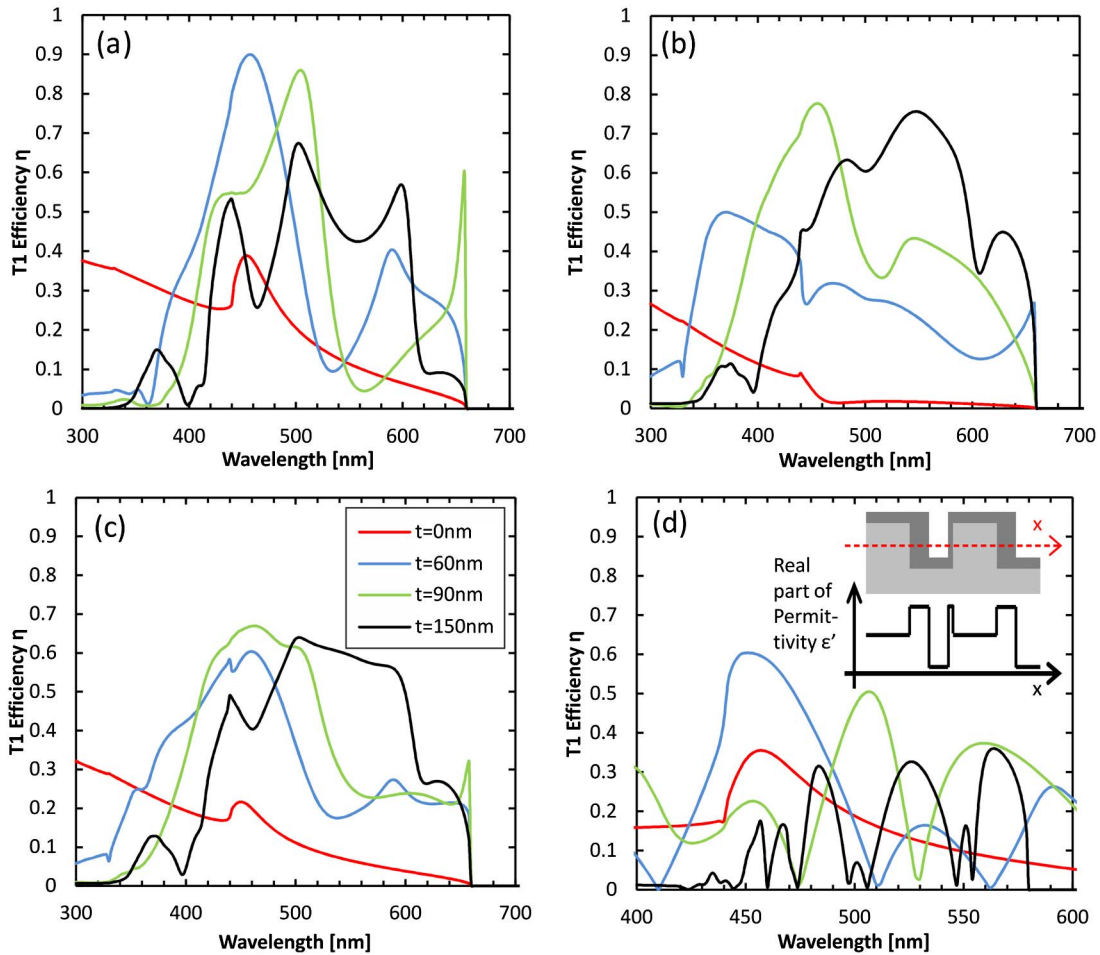 (a)
1
0.9
0.8
0.7
0.6
0.5
0.4
0.3
0.2
0.1
0
T1 Efficiency η
300
400
500
600
700
Wavelength [nm]
(b)
1
0.9
0.8
0.7
0.6
0.5
0.4
0.3
0.2
0.1
0
T1 Efficiency η
300
400
500
600
700
Wavelength [nm]
(c)
1
0.9
0.8
0.7
0.6
0.5
0.4
0.3
0.2
0.1
0
T1 Efficiency η
t=0nm
t=60nm
t=90nm
t=150nm
300
400
500
600
700
Wavelength [nm]
(d)
1
0.9
0.8
0.7
0.6
0.5
0.4
0.3
0.2
0.1
0
T1 Efficiency η
x
Real
part of
Permit-
tivity ε’
x
400
450
500
550
600
Wavelength [nm]